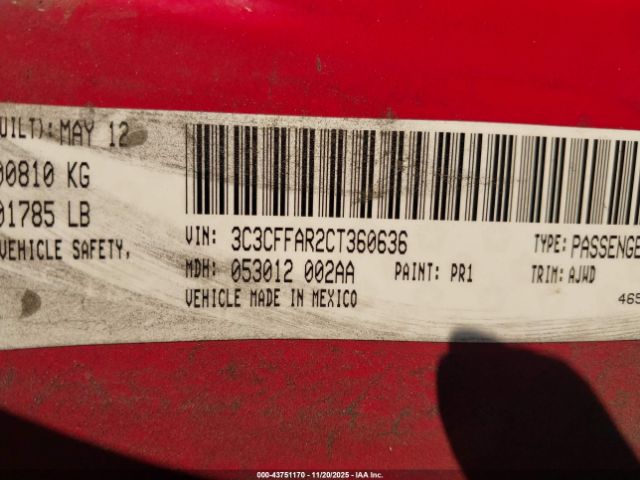 UILT): MAY 12
00810 KG
01785 LB
VEHICLE SAFETY,
VIN: 3C3CFFAR2CT360636
TYPE: PASSENGE
MDH: 053012 002AA PAINT: PR1 TRIM: AJWD
VEHICLE MADE IN MEXICO
465
000-43751170 - 11/20/2025 - IAA Inc.